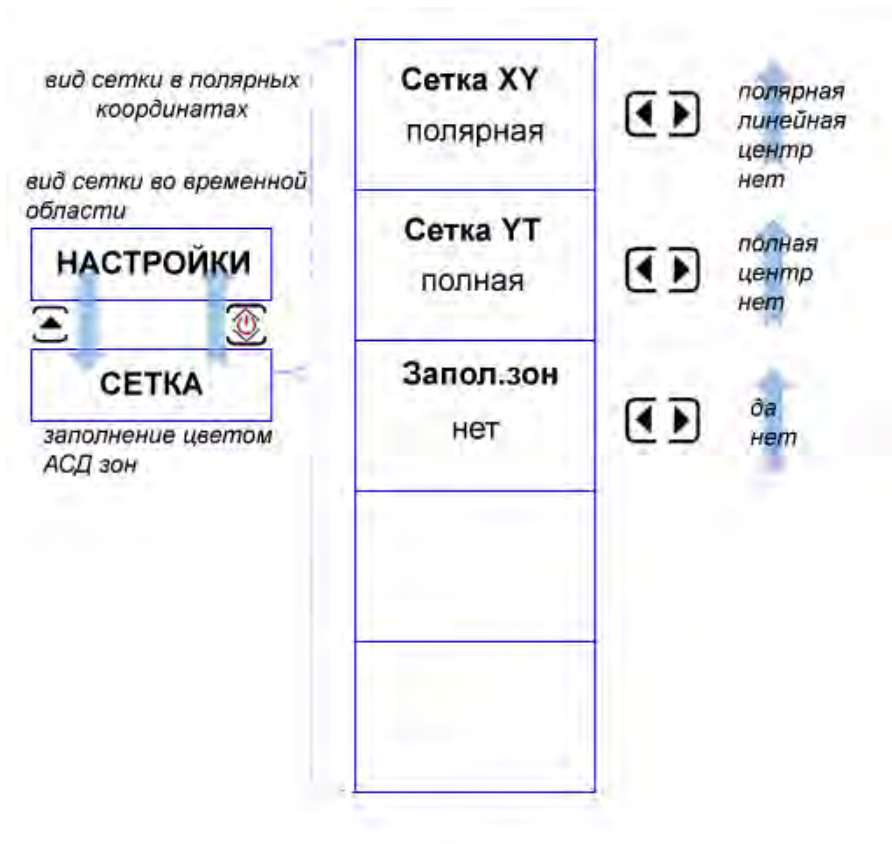 вид сетки в полярных
координатах
вид сетки во временной
области
НАСТРОЙКИ
СЕТКА
заполнение цветом
АСД зон
Сетка XY
полярная
Сетка YT
полная
Запол.зон
нет
полярная
линейная
центр
нет
полная
центр
нет
да
нет